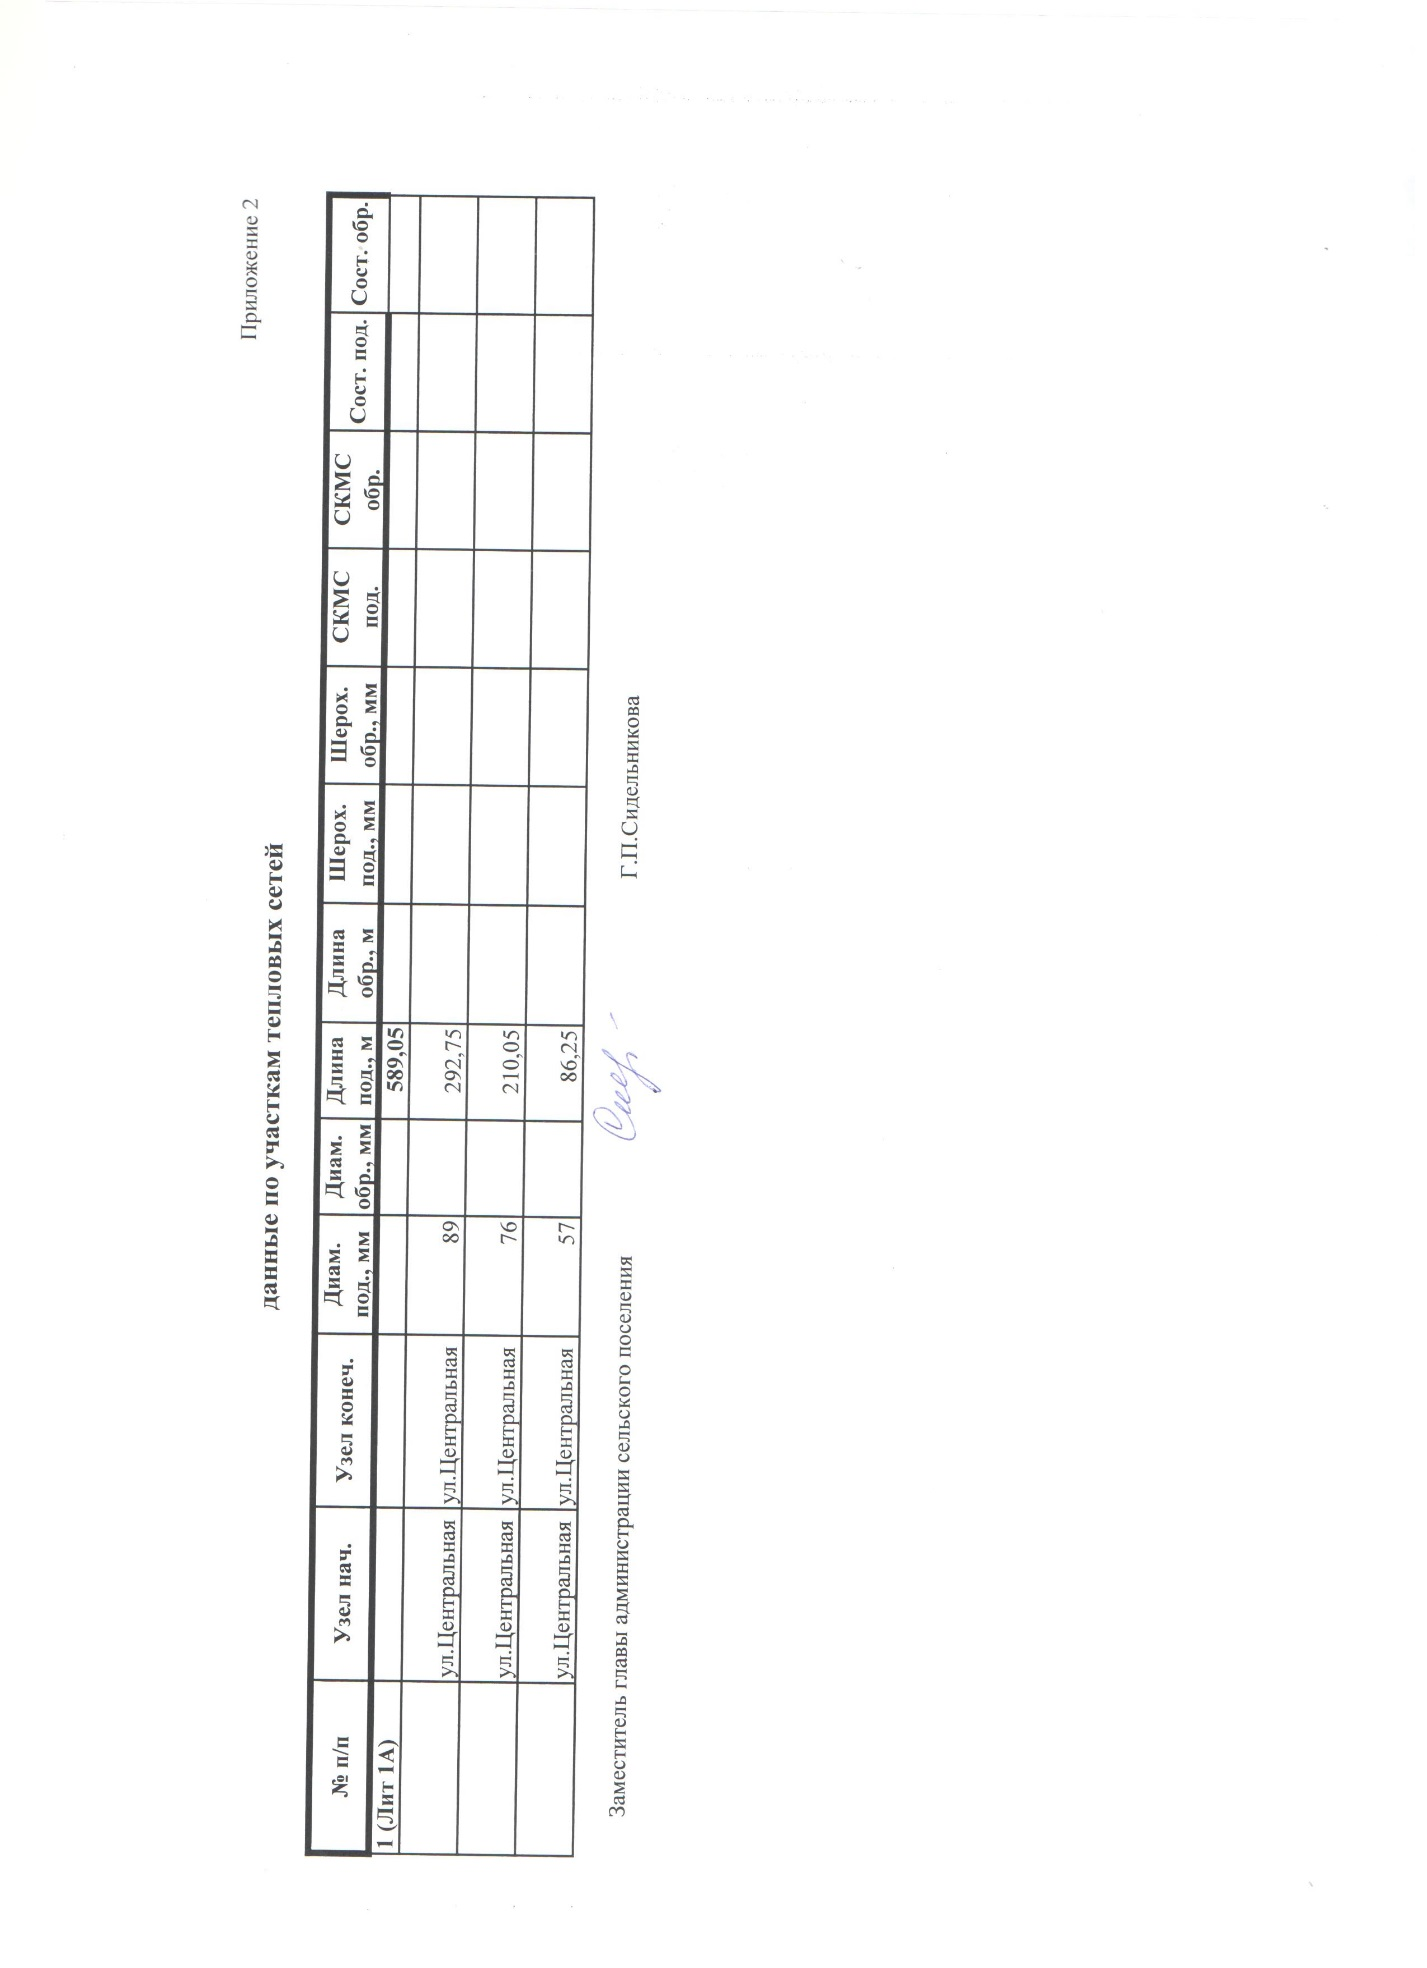 Приложение 2
данные по участкам тепловых сетей
№ п/п Узел нач. Узел конеч. Диам. под., мм Диам. обр., мм Длина под., м Длина обр., м Шерох. под., мм Шерох. обр., мм СКМС под. СКМС обр. Сост. под. Сост. обр.
1 (Лит 1А) 589,05
ул.Центральная ул.Центральная 89 292,75
ул.Центральная ул.Центральная 76 210,05
ул.Центральная ул.Центральная 57 86,25
Заместитель главы администрации сельского поселения Г.П.Сидельникова